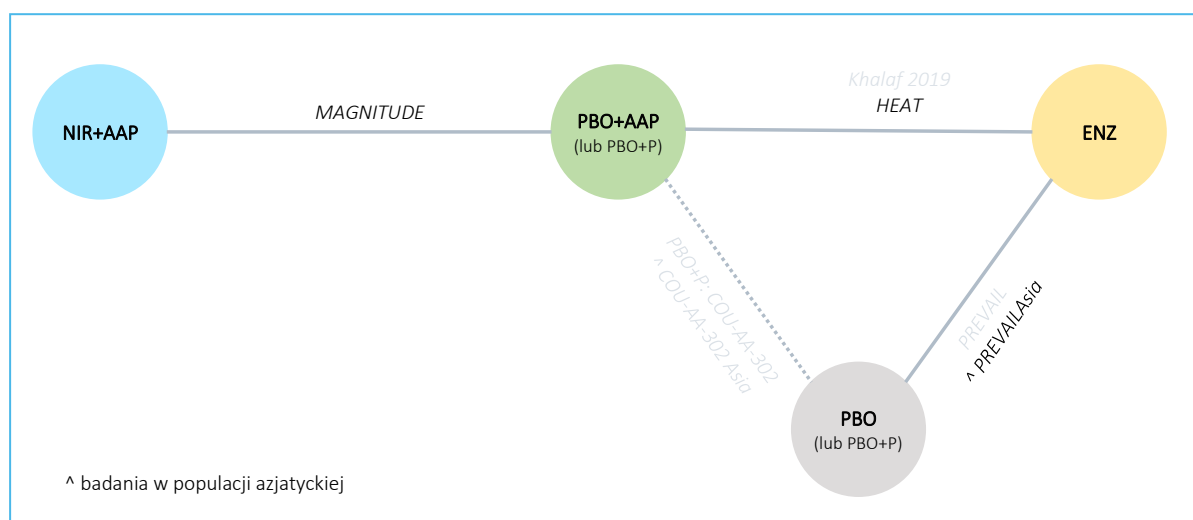 Khalaf 2019
HEAT
MAGNITUDE
NIR+AAP
PBO+AAP
(lub PBO+P)
ENZ
PBO+P: COU-AA-302
^ COU-AA-302 Asia
PREVAIL
^ PREVAILAsia
PBO
(lub PBO+P)
^ badania w populacji azjatyckiej